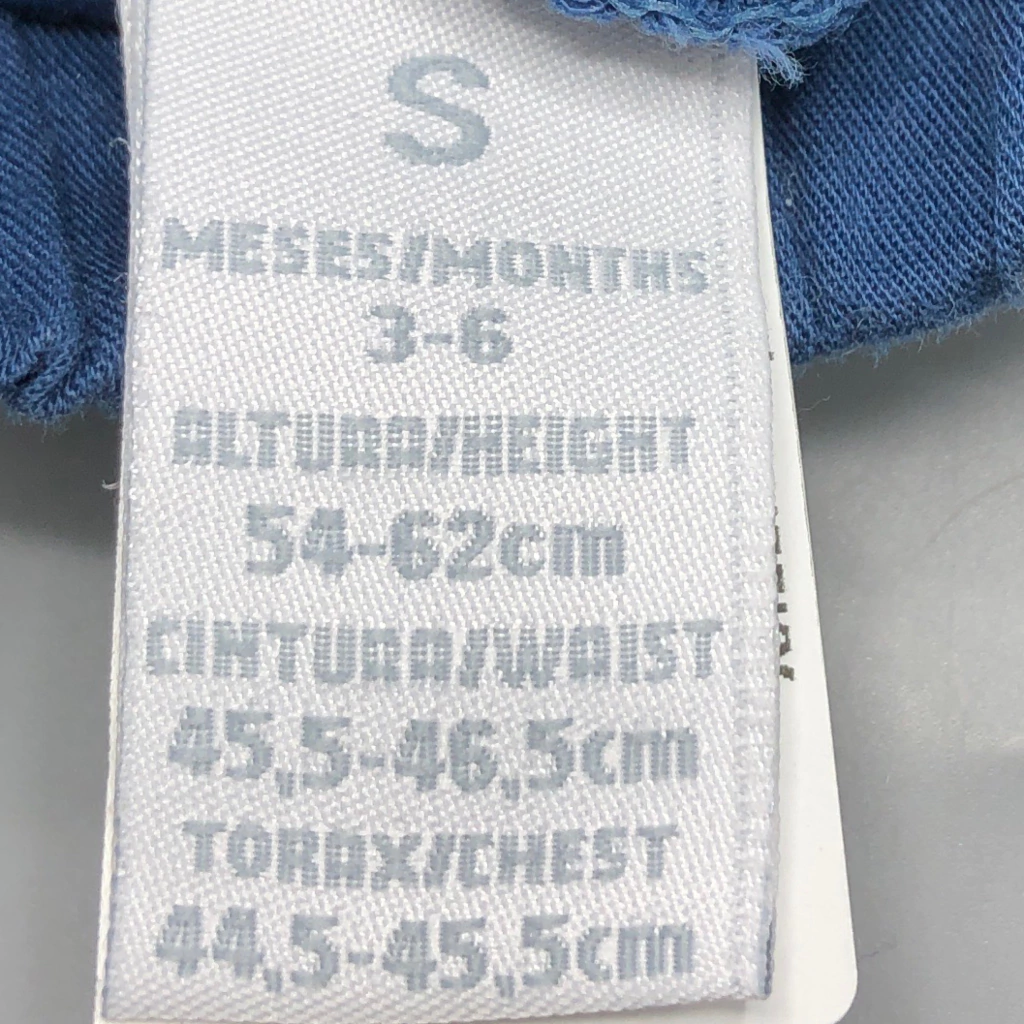 S
MESES/MONTHS
3-6
ALTURA/HEIGHT
54-62cm
CINTURA/WAIST
45,5-46,5cm
TORAX/CHEST
44,5-45,5cm